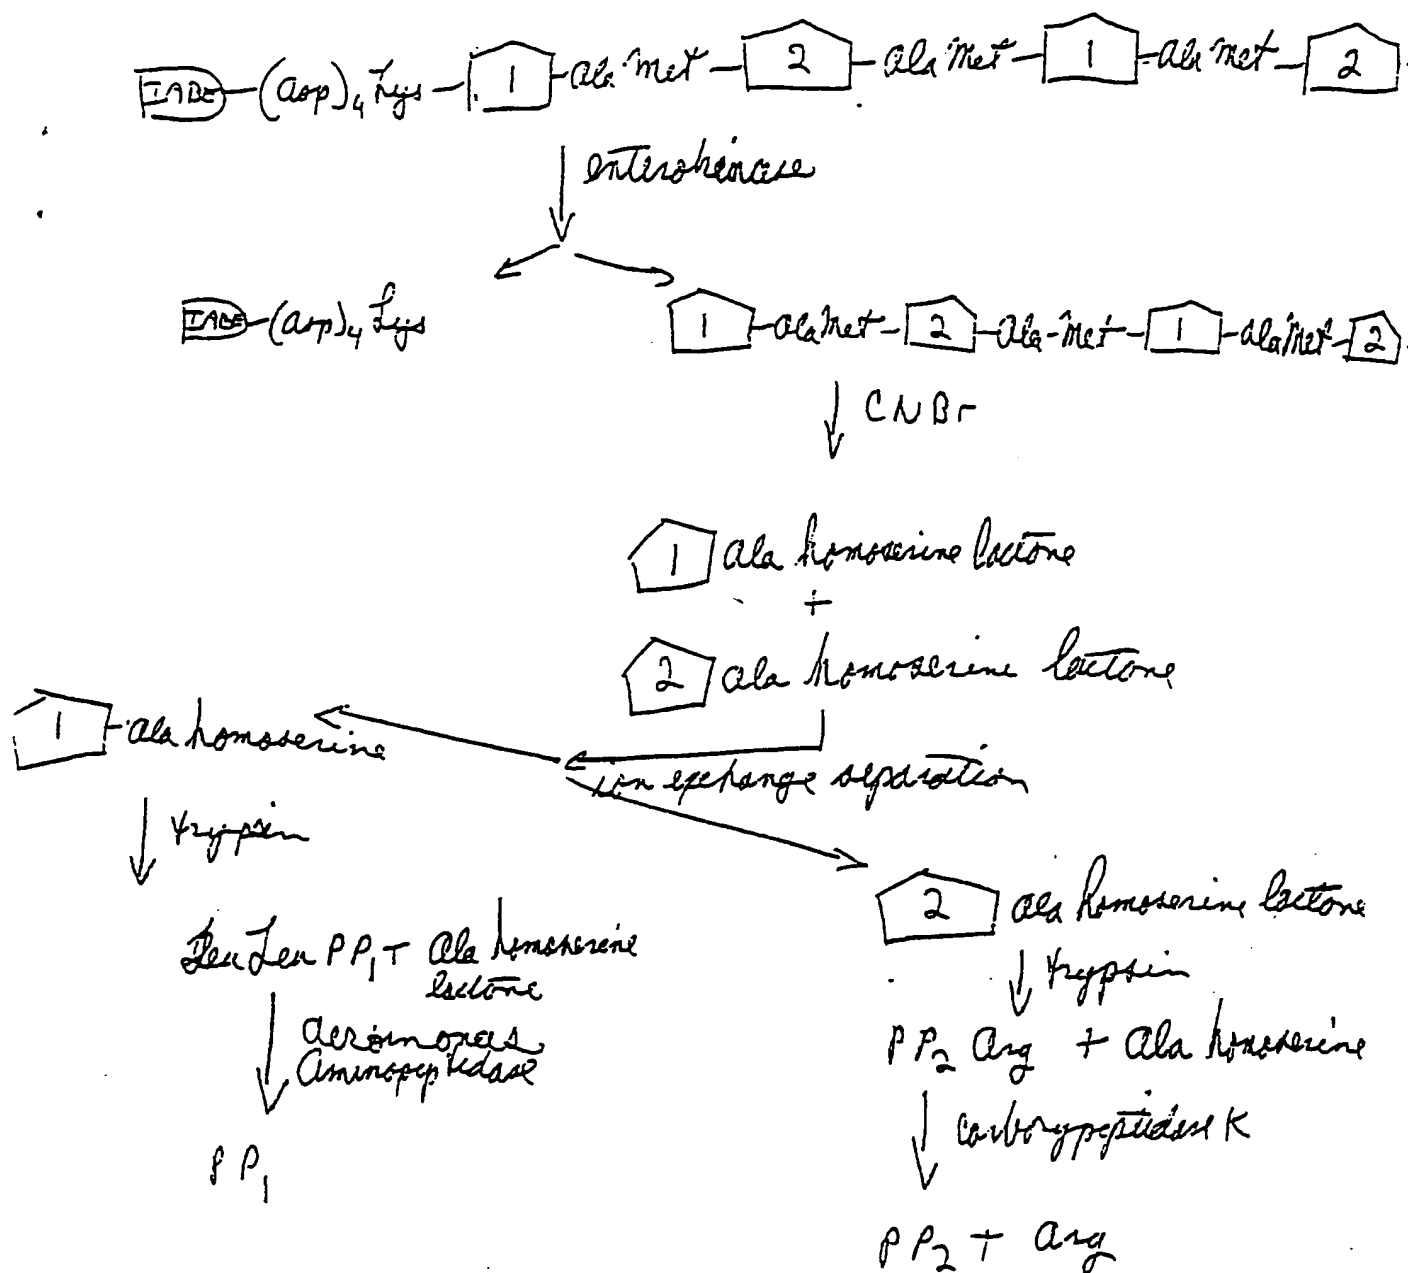 IABE-(Asp)4 Lys-1-Ala Met-2-Ala Met-1-Ala Met-2
enterokinase
IABE-(Asp)4 Lys
1-Ala Met-2-Ala-Met-1-Ala Met-2
CNBr
1 Ala homoserine lactone
+
2 Ala homoserine lactone
1-Ala homoserine
ion exchange separation
trypsin
2 Ala homoserine lactone
Leu Leu PP1 + Ala homoserine
lactone
trypsin
Aeromonas
aminopeptidase
PP2 Arg + Ala homoserine
carboxypeptidase K
PP1
PP2 + Arg